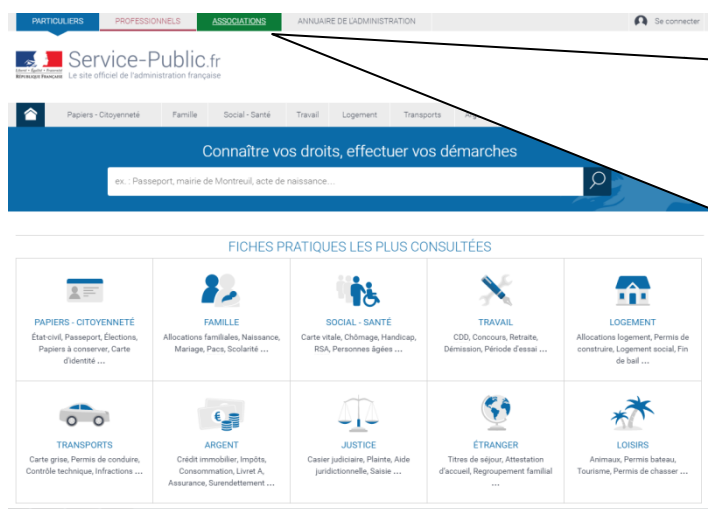 PARTICULIERS PROFESSIONNELS ASSOCIATIONS ANNUAIRE DE L'ADMINISTRATION Se connecter
Service-Public.fr
Liberté • Égalité • Fraternité
RÉPUBLIQUE FRANÇAISE
Le site officiel de l'administration française
Papiers - Citoyenneté Famille Social - Santé Travail Logement Transports
Connaître vos droits, effectuer vos démarches
ex. : Passeport, mairie de Montreuil, acte de naissance...
FICHES PRATIQUES LES PLUS CONSULTÉES
PAPIERS - CITOYENNETÉ
État-civil, Passeport, Élections,
Papiers à conserver, Carte
d'identité ...
FAMILLE
Allocations familiales, Naissance,
Mariage, Pacs, Scolarité ...
SOCIAL - SANTÉ
Carte vitale, Chômage, Handicap,
RSA, Personnes âgées ...
TRAVAIL
CDD, Concours, Retraite,
Démission, Période d'essai ...
LOGEMENT
Allocations logement, Permis de
construire, Logement social, Fin
de bail ...
TRANSPORTS
Carte grise, Permis de conduire,
Contrôle technique, Infractions ...
ARGENT
Crédit immobilier, Impôts,
Consommation, Livret A,
Assurance, Surendettement ...
JUSTICE
Casier judiciaire, Plainte, Aide
juridictionnelle, Saisie ...
ÉTRANGER
Titres de séjour, Attestation
d'accueil, Regroupement familial
...
LOISIRS
Animaux, Permis bateau,
Tourisme, Permis de chasser ...